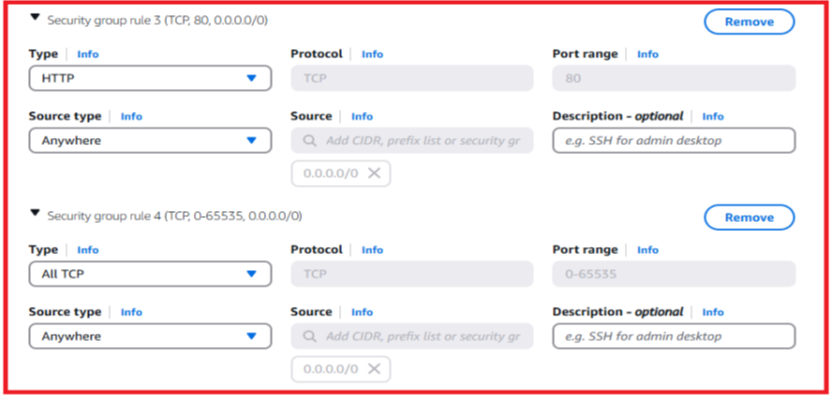 Security group rule 3 (TCP, 80, 0.0.0.0/0) Remove
Type Info Protocol Info Port range Info
HTTP TCP 80
Source type Info Source Info Description - optional Info
Anywhere Add CIDR, prefix list or security gr e.g. SSH for admin desktop
0.0.0.0/0
Security group rule 4 (TCP, 0-65535, 0.0.0.0/0) Remove
Type Info Protocol Info Port range Info
All TCP TCP 0-65535
Source type Info Source Info Description - optional Info
Anywhere Add CIDR, prefix list or security gr e.g. SSH for admin desktop
0.0.0.0/0